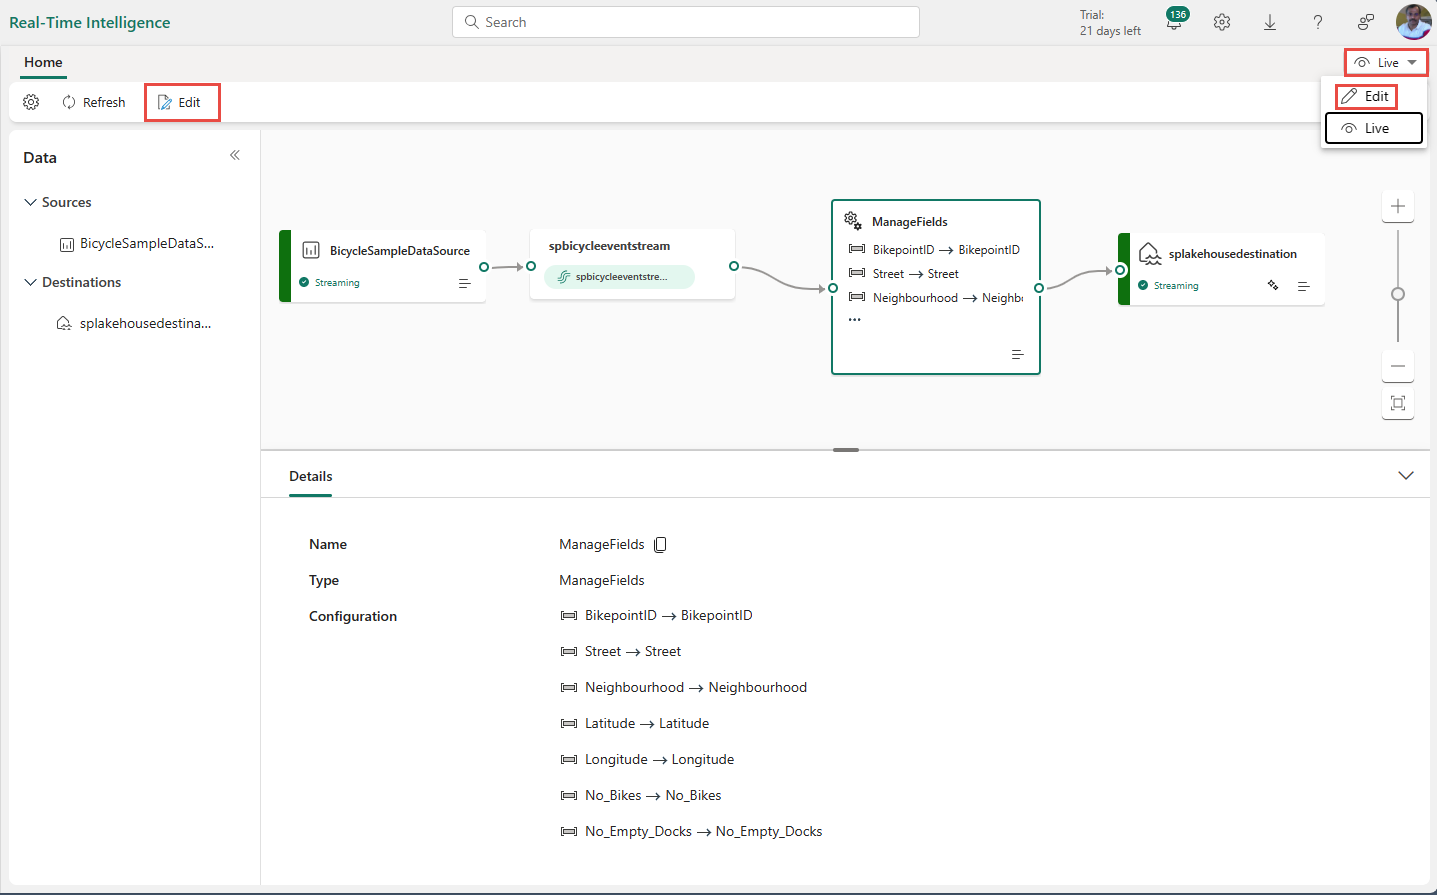 Real-Time Intelligence
Search
Trial:
21 days left
136
Home
Live
Refresh
Edit
Edit
Live
Data
Sources
BicycleSampleDataS...
Destinations
splakehousedestina...
BicycleSampleDataSource
Streaming
spbicycleeventstream
spbicycleeventstre...
ManageFields
BikepointID → BikepointID
Street → Street
Neighbourhood → Neighb
...
splakehousedestination
Streaming
Details
Name
ManageFields
Type
ManageFields
Configuration
BikepointID → BikepointID
Street → Street
Neighbourhood → Neighbourhood
Latitude → Latitude
Longitude → Longitude
No_Bikes → No_Bikes
No_Empty_Docks → No_Empty_Docks